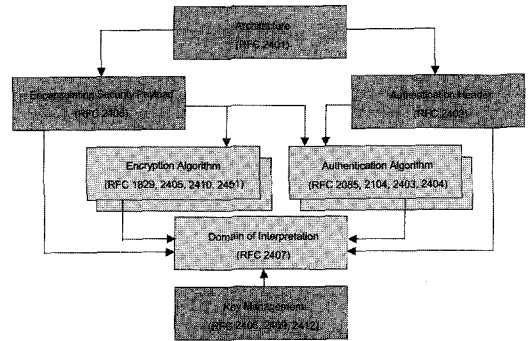 Architecture
(RFC 2401)
Encapsulating Security Payload
(RFC 2406)
Authentication Header
(RFC 2402)
Encryption Algorithm
(RFC 1829, 2405, 2410, 2451)
Authentication Algorithm
(RFC 2085, 2104, 2403, 2404)
Domain of Interpretation
(RFC 2407)
Key Management
(RFC 2408, 2409, 2412)